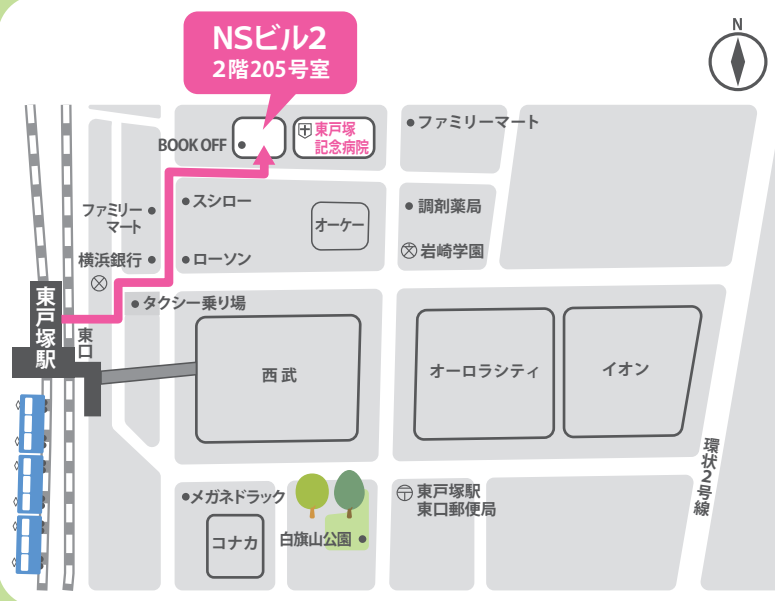 NSビル2
2階205号室
N
BOOK OFF
東戸塚
記念病院
ファミリーマート
ファミリー
マート
スシロー
オーケー
調剤薬局
横浜銀行
ローソン
岩崎学園
タクシー乗り場
東戸塚駅
東口
西武
オーロラシティ
イオン
環状2号線
メガネドラック
コナカ
白旗山公園
東戸塚駅
東口郵便局